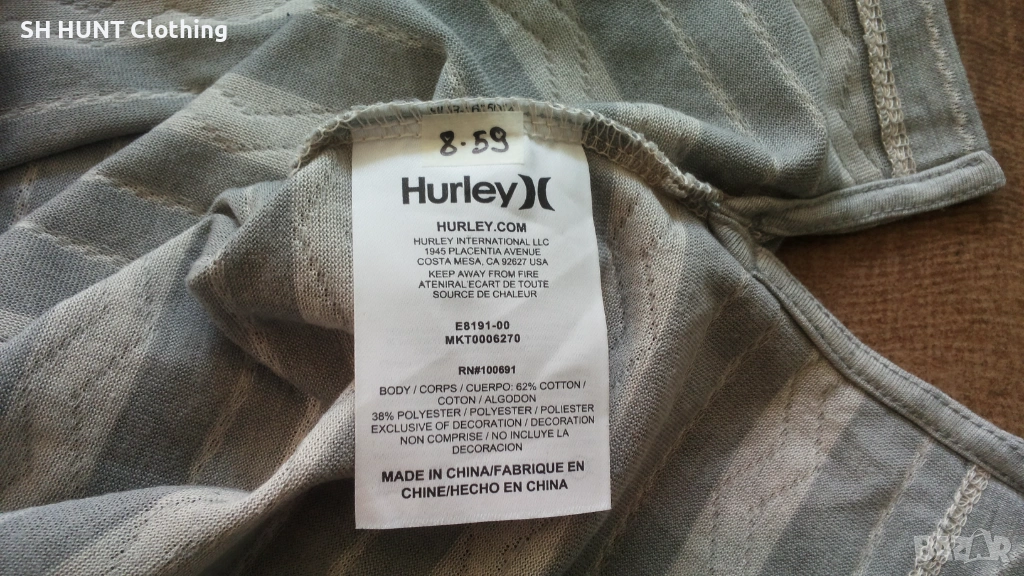 SH HUNT Clothing
8.59
Hurley
HURLEY.COM
HURLEY INTERNATIONAL LLC
1945 PLACENTIA AVENUE
COSTA MESA, CA 92627 USA
KEEP AWAY FROM FIRE
ATENIRAL'ECART DE TOUTE
SOURCE DE CHALEUR
E8191-00
MKT0006270
RN#100691
BODY / CORPS / CUERPO: 62% COTTON /
COTON / ALGODON
38% POLYESTER / POLYESTER / POLIESTER
EXCLUSIVE OF DECORATION / DECORATION
NON COMPRISE / NO INCLUYE LA
DECORACION
MADE IN CHINA/FABRIQUE EN
CHINE/HECHO EN CHINA
BAZAR